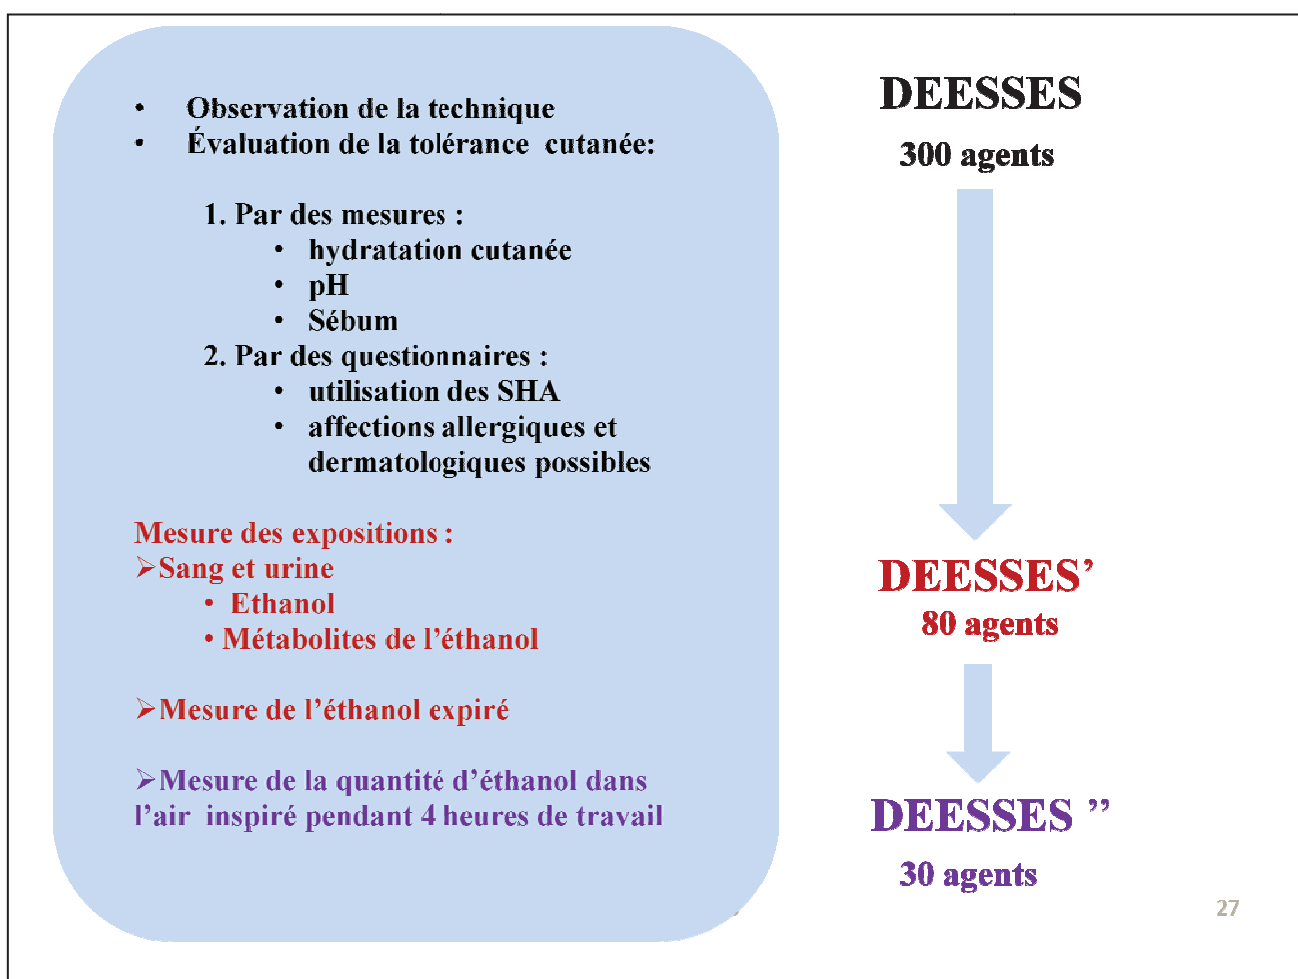 • Observation de la technique
• Évaluation de la tolérance cutanée:
1. Par des mesures :
• hydratation cutanée
• pH
• Sébum
2. Par des questionnaires :
• utilisation des SHA
• affections allergiques et
dermatologiques possibles
Mesure des expositions :
➢Sang et urine
• Ethanol
• Métabolites de l’éthanol
➢Mesure de l’éthanol expiré
➢Mesure de la quantité d’éthanol dans
l’air inspiré pendant 4 heures de travail
DEESSES
300 agents
DEESSES’
80 agents
DEESSES ’’
30 agents
27